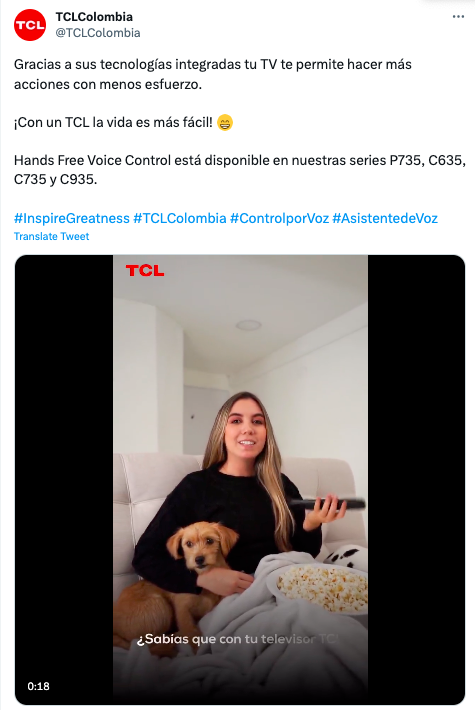 TCL
TCLColombia
@TCLColombia
Gracias a sus tecnologías integradas tu TV te permite hacer más
acciones con menos esfuerzo.
¡Con un TCL la vida es más fácil! 😁
Hands Free Voice Control está disponible en nuestras series P735, C635,
C735 y C935.
#InspireGreatness #TCLColombia #ControlporVoz #AsistentedeVoz
Translate Tweet
TCL
¿Sabías que con tu televisor TCL
0:18